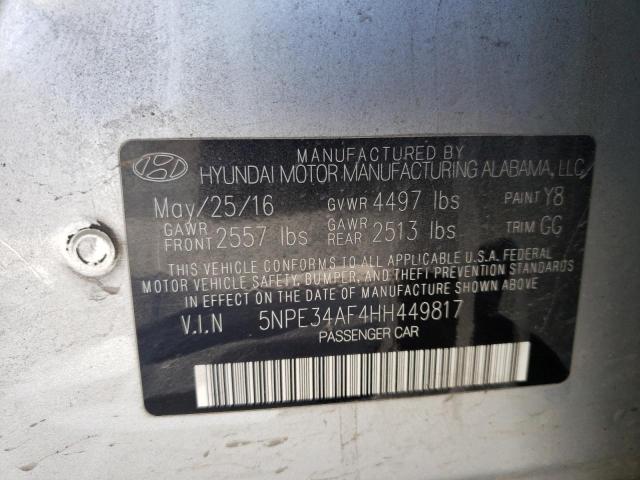 MANUFACTURED BY
HYUNDAI MOTOR MANUFACTURING ALABAMA, LLC
May/25/16 GVWR 4497 lbs PAINT Y8
GAWR FRONT 2557 lbs GAWR REAR 2513 lbs TRIM GG
THIS VEHICLE CONFORMS TO ALL APPLICABLE U.S.A. FEDERAL
MOTOR VEHICLE SAFETY, BUMPER, AND THEFT PREVENTION STANDARDS
IN EFFECT ON THE DATE OF MANUFACTURE SHOWN ABOVE.
V.I.N 5NPE34AF4HH449817
PASSENGER CAR